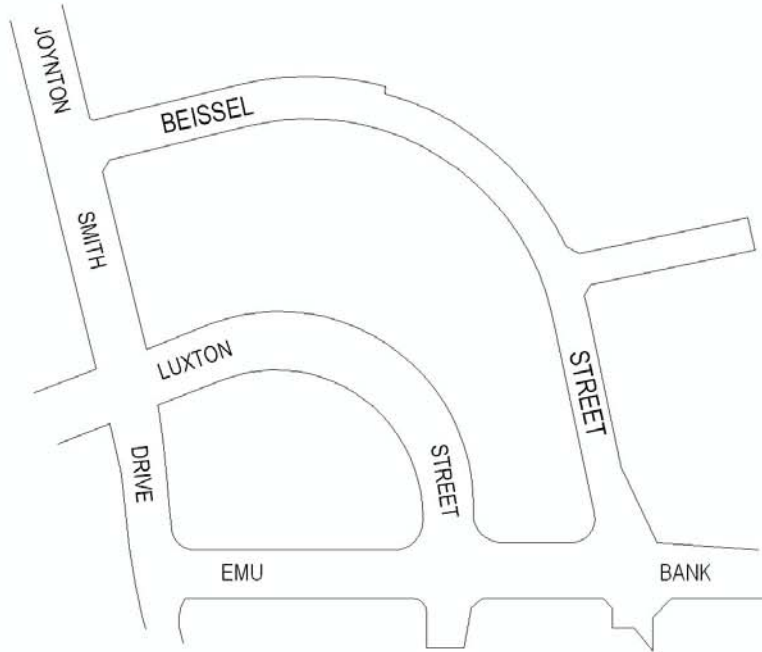 JOYNTON
BEISSEL
SMITH
LUXTON
STREET
DRIVE
STREET
EMU
BANK